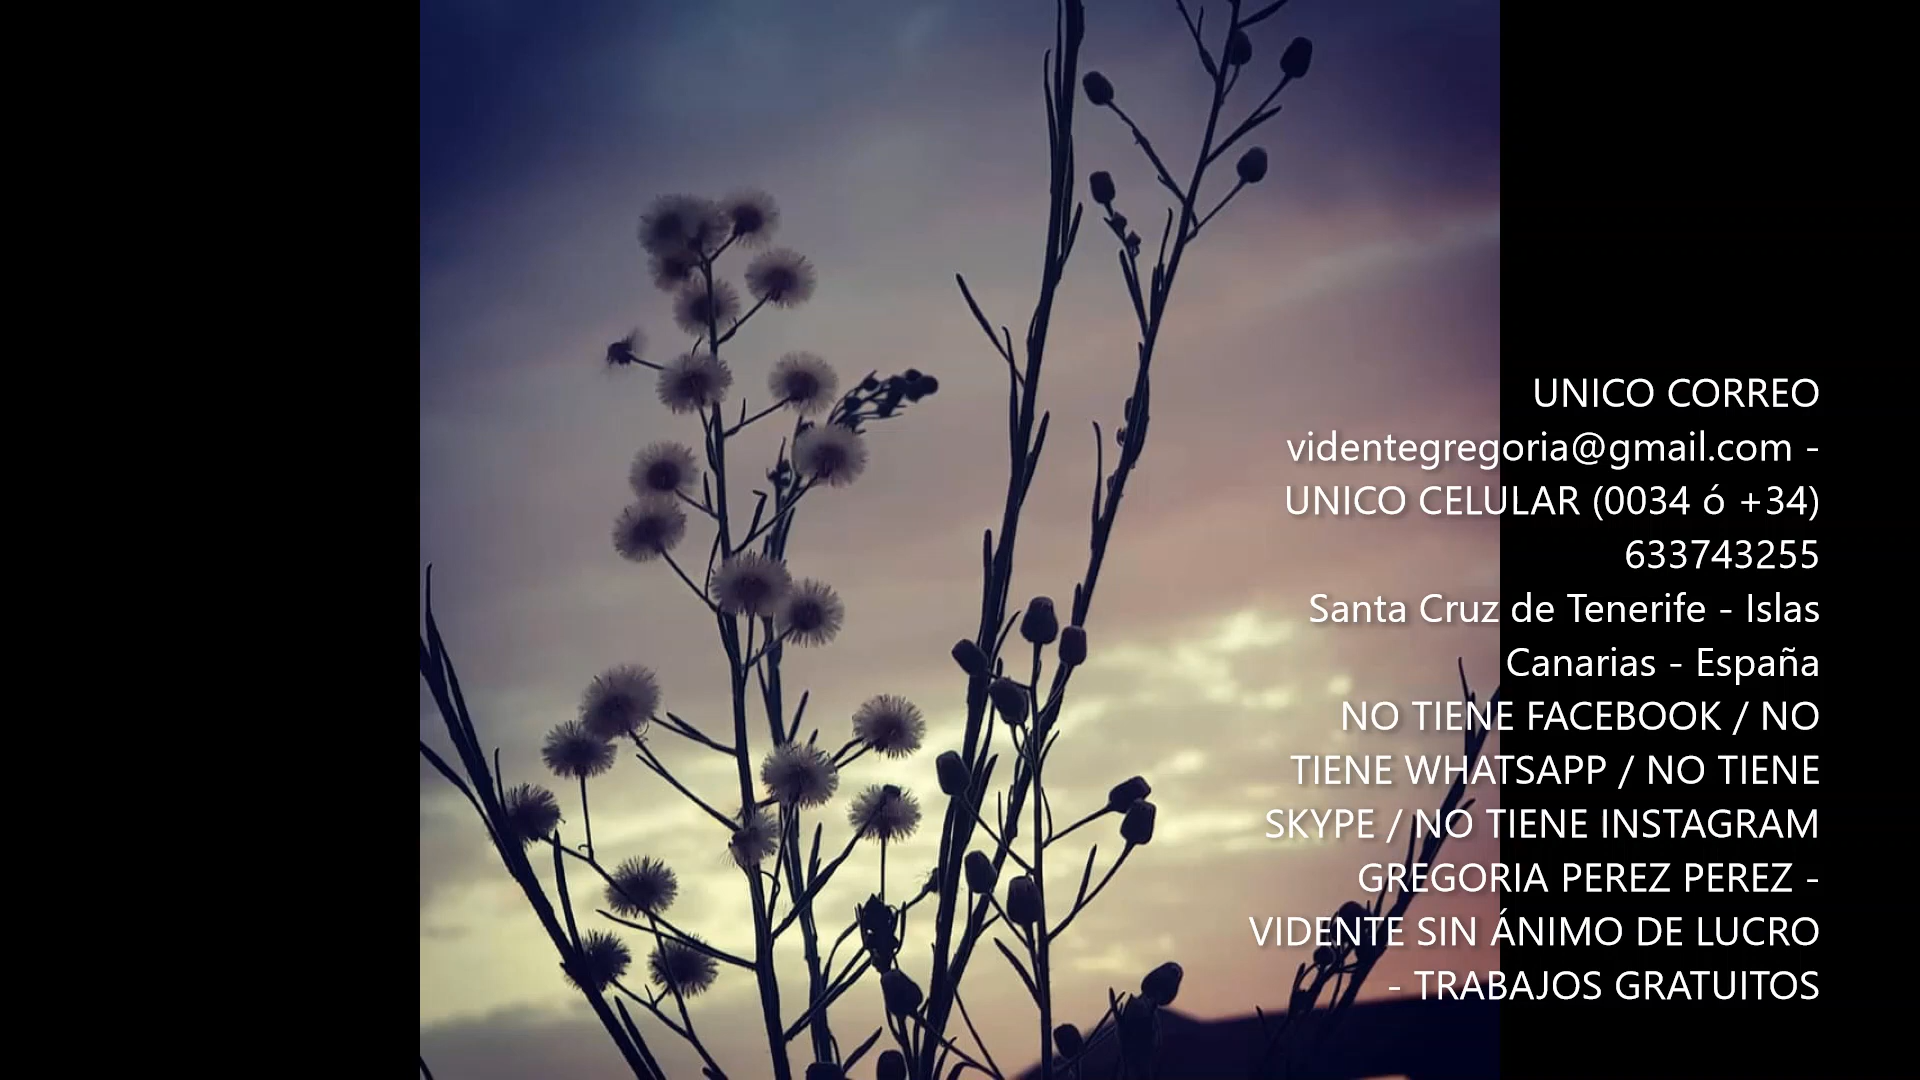 UNICO CORREO
videntegregoria@gmail.com -
UNICO CELULAR (0034 ó +34)
633743255
Santa Cruz de Tenerife - Islas
Canarias - España
NO TIENE FACEBOOK / NO
TIENE WHATSAPP / NO TIENE
SKYPE / NO TIENE INSTAGRAM
GREGORIA PEREZ PEREZ -
VIDENTE SIN ÁNIMO DE LUCRO
- TRABAJOS GRATUITOS